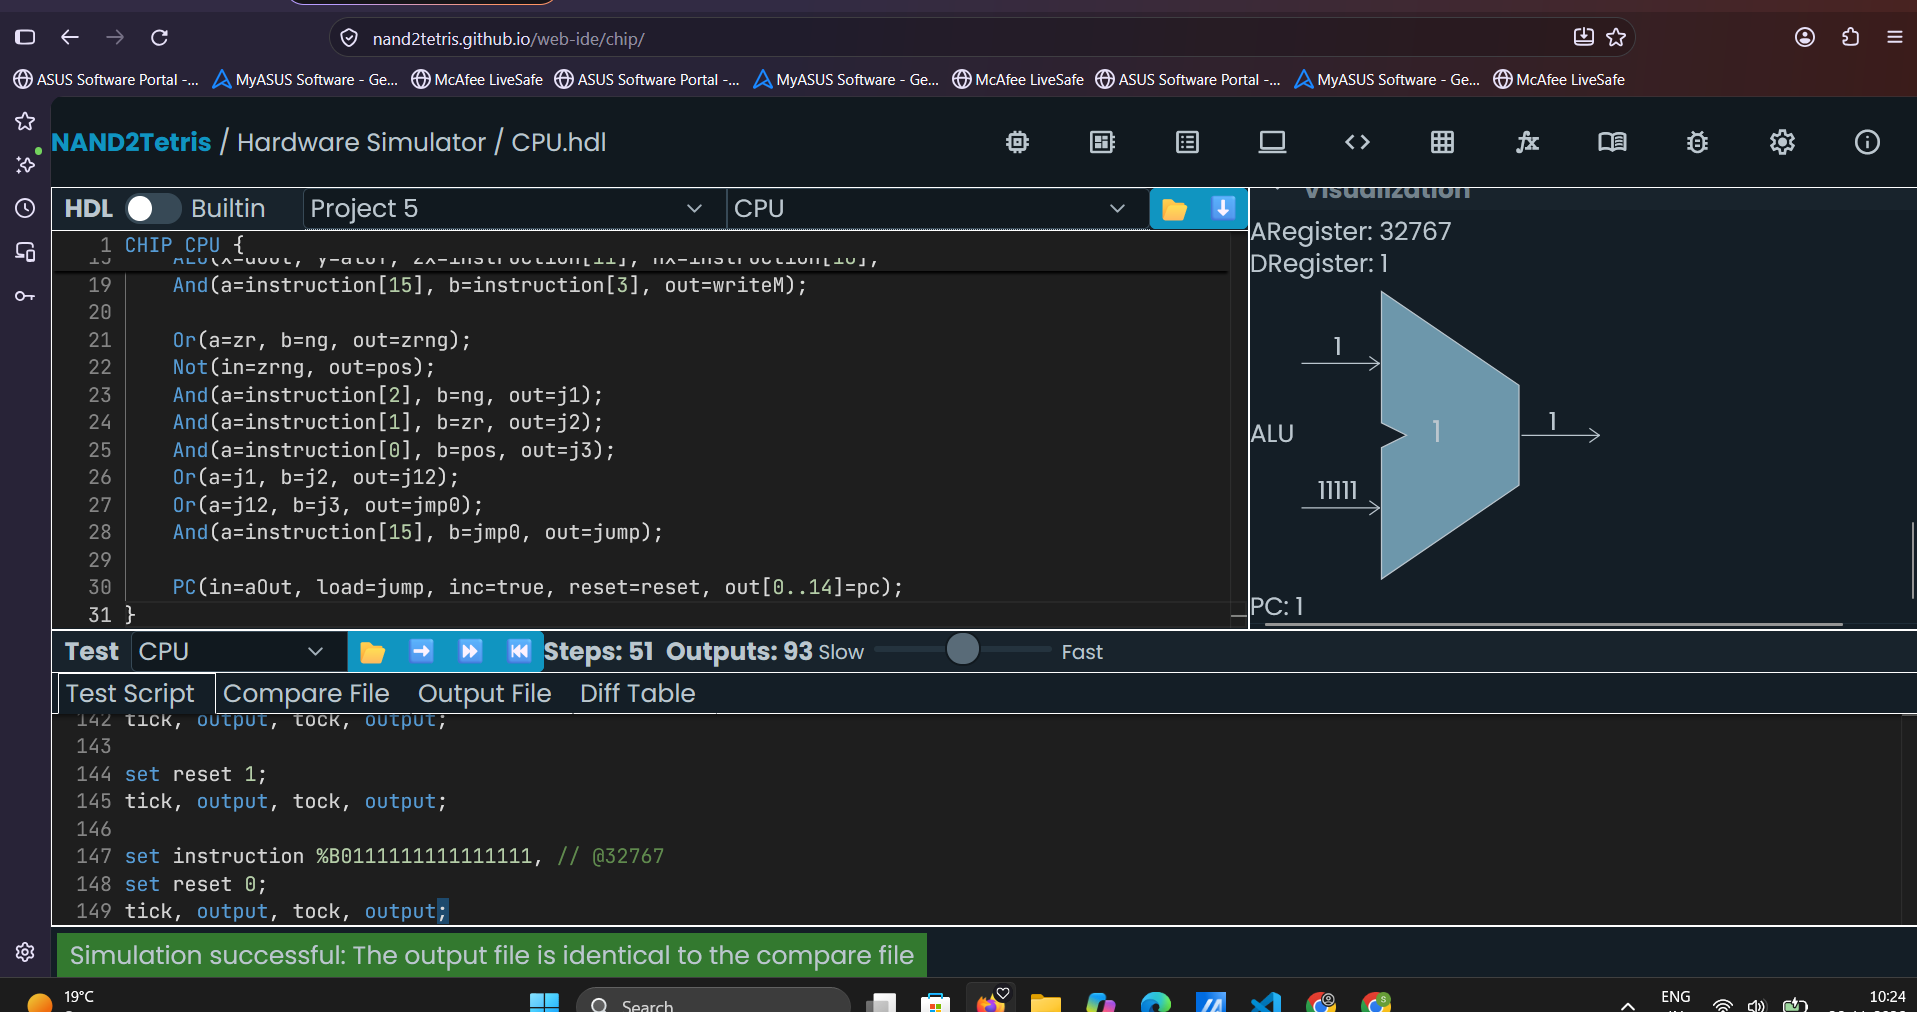 nand2tetris.github.io/web-ide/chip/
ASUS Software Portal -... MyASUS Software - Ge... McAfee LiveSafe ASUS Software Portal -... MyASUS Software - Ge... McAfee LiveSafe ASUS Software Portal -... MyASUS Software - Ge... McAfee LiveSafe
NAND2Tetris / Hardware Simulator / CPU.hdl
HDL Builtin Project 5 CPU
1 CHIP CPU {
19 And(a=instruction[15], b=instruction[3], out=writeM);
20
21 Or(a=zr, b=ng, out=zrng);
22 Not(in=zrng, out=pos);
23 And(a=instruction[2], b=ng, out=j1);
24 And(a=instruction[1], b=zr, out=j2);
25 And(a=instruction[0], b=pos, out=j3);
26 Or(a=j1, b=j2, out=j12);
27 Or(a=j12, b=j3, out=jmp0);
28 And(a=instruction[15], b=jmp0, out=jump);
29
30 PC(in=aOut, load=jump, inc=true, reset=reset, out[0..14]=pc);
31 }
Visualization
ARegister: 32767
DRegister: 1
1
ALU
1
1
11111
PC: 1
Test CPU Steps: 51 Outputs: 93 Slow Fast
Test Script Compare File Output File Diff Table
142 tick, output, tock, output;
143
144 set reset 1;
145 tick, output, tock, output;
146
147 set instruction %B0111111111111111, // @32767
148 set reset 0;
149 tick, output, tock, output;
Simulation successful: The output file is identical to the compare file
19°C
Search
ENG
10:24